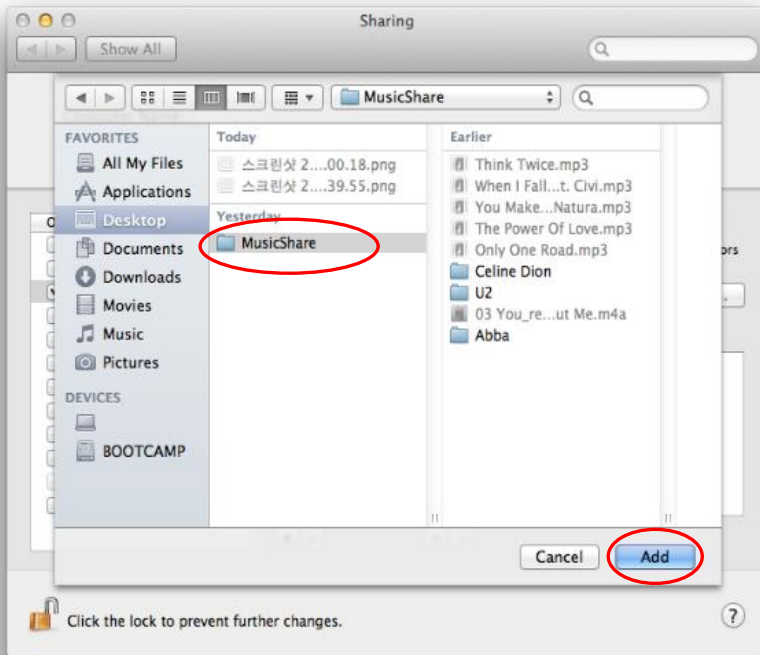 Sharing
Show All
MusicShare
FAVORITES
All My Files
Applications
Desktop
Documents
Downloads
Movies
Music
Pictures
DEVICES
BOOTCAMP
Today
스크린샷 2....00.18.png
스크린샷 2....39.55.png
Yesterday
MusicShare
Earlier
Think Twice.mp3
When I Fall...t. Civi.mp3
You Make...Natura.mp3
The Power Of Love.mp3
Only One Road.mp3
Celine Dion
U2
03 You_re...ut Me.m4a
Abba
Cancel
Add
Click the lock to prevent further changes.
?